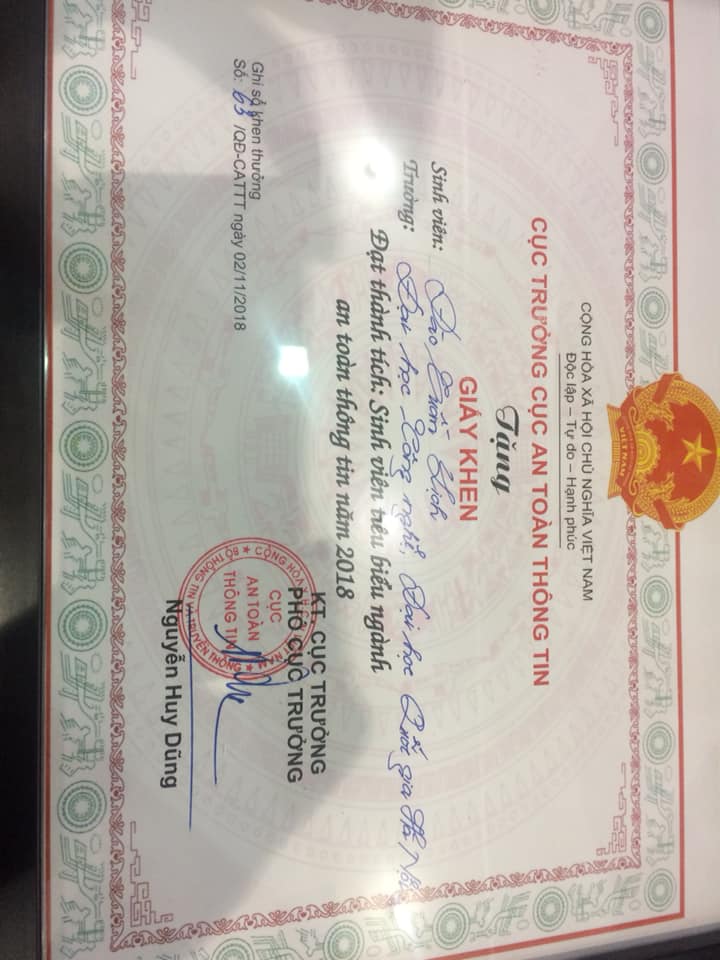 VIỆT NAM
CỘNG HÒA XÃ HỘI CHỦ NGHĨA VIỆT NAM
Độc lập – Tự do – Hạnh phúc
CỤC TRƯỞNG CỤC AN TOÀN THÔNG TIN
Tặng
GIẤY KHEN
Sinh viên: Đào Xuân Lịch
Trường: Đại học Công nghệ, Đại học Quốc gia Hà Nội
Đạt thành tích: Sinh viên tiêu biểu ngành
an toàn thông tin năm 2018
KT. CỤC TRƯỞNG
PHÓ CỤC TRƯỞNG
CỤC
AN TOÀN
THÔNG TIN
BỘ THÔNG TIN VÀ TRUYỀN THÔNG
CỘNG HÒA
Nguyễn Huy Dũng
Ghi sổ khen thưởng
Số: 63 /QĐ-CATTT ngày 02/11/2018